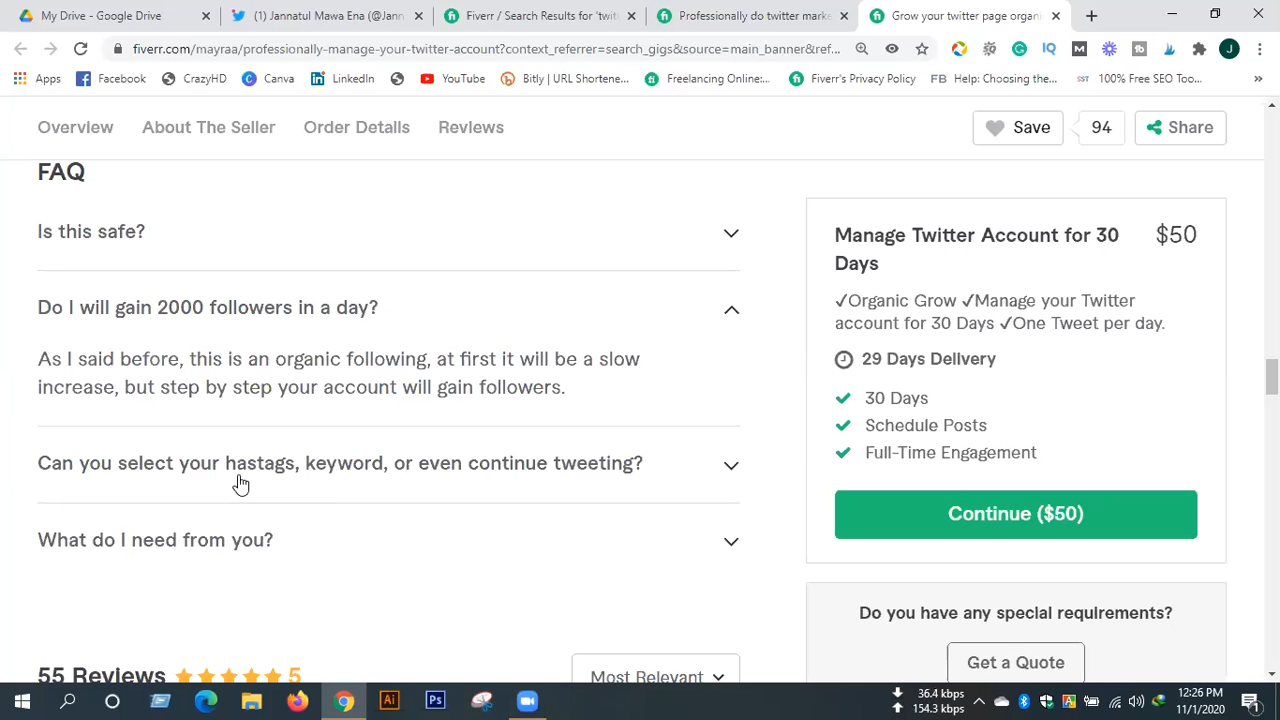 My Drive - Google Drive
(1) Jannatul Mawa Ena (@Jann
Fiverr / Search Results for 'twit
Professionally do twitter marke
Grow your twitter page organ
fiverr.com/mayraa/professionally-manage-your-twitter-account?context_referrer=search_gigs&source=main_banner&ref...
J
Apps
Facebook
CrazyHD
Canva
LinkedIn
YouTube
Bitly | URL Shortene...
Freelancing Online:...
Fiverr's Privacy Policy
FB Help: Choosing the...
SST 100% Free SEO Too...
Overview
About The Seller
Order Details
Reviews
Save
94
Share
FAQ
Is this safe?
Do I will gain 2000 followers in a day?
As I said before, this is an organic following, at first it will be a slow
increase, but step by step your account will gain followers.
Can you select your hastags, keyword, or even continue tweeting?
What do I need from you?
55 Reviews ★★★★★ 5
Most Relevant
Manage Twitter Account for 30
Days
$50
✓Organic Grow ✓Manage your Twitter
account for 30 Days ✓One Tweet per day.
29 Days Delivery
30 Days
Schedule Posts
Full-Time Engagement
Continue ($50)
Do you have any special requirements?
Get a Quote
Ai
Ps
36.4 kbps
154.3 kbps
12:26 PM
11/1/2020